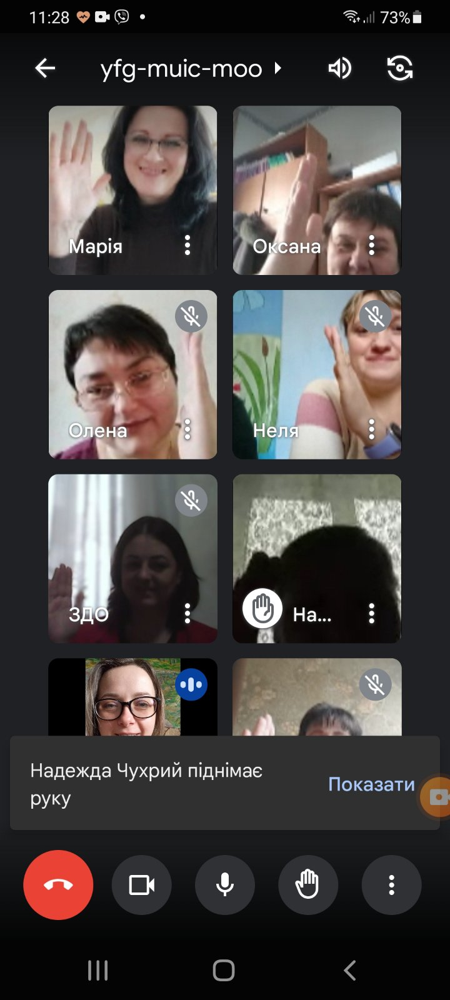 11:28
73%
yfg-muic-moo
Марія
Оксана
Олена
Неля
ЗДО
На...
Надежда Чухрий піднімає
руку
Показати